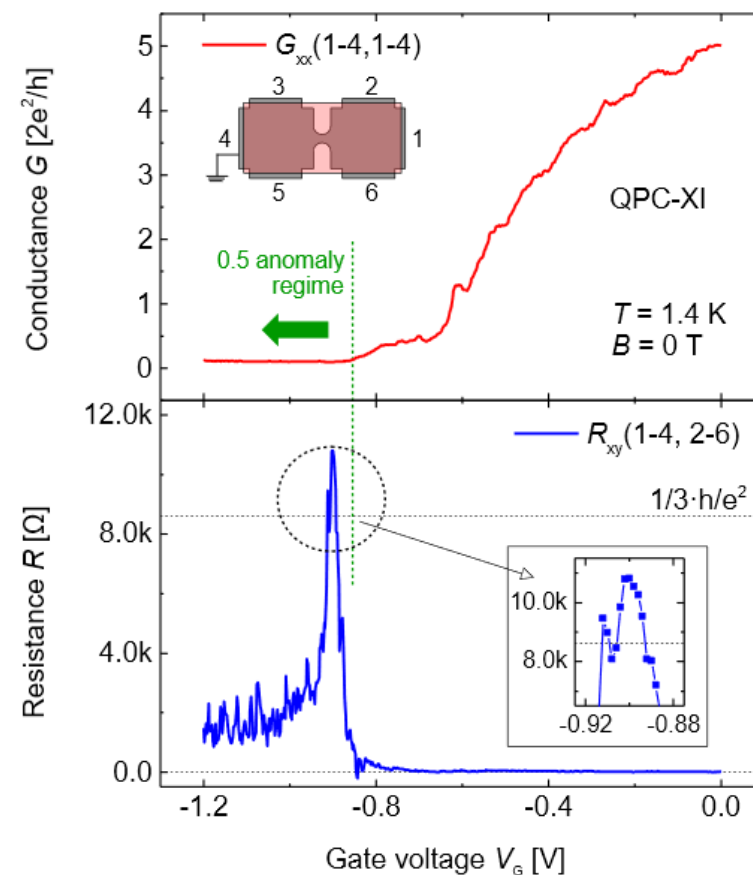 Conductance G [2e²/h]
5
4
3
2
1
0
G_xx(1-4,1-4)
3 2
4 1
5 6
QPC-XI
0.5 anomaly
regime
T = 1.4 K
B = 0 T
Resistance R [Ω]
12.0k
8.0k
4.0k
0.0
R_xy(1-4, 2-6)
1/3·h/e²
10.0k
8.0k
-0.92 -0.88
-1.2 -0.8 -0.4 0.0
Gate voltage V_G [V]